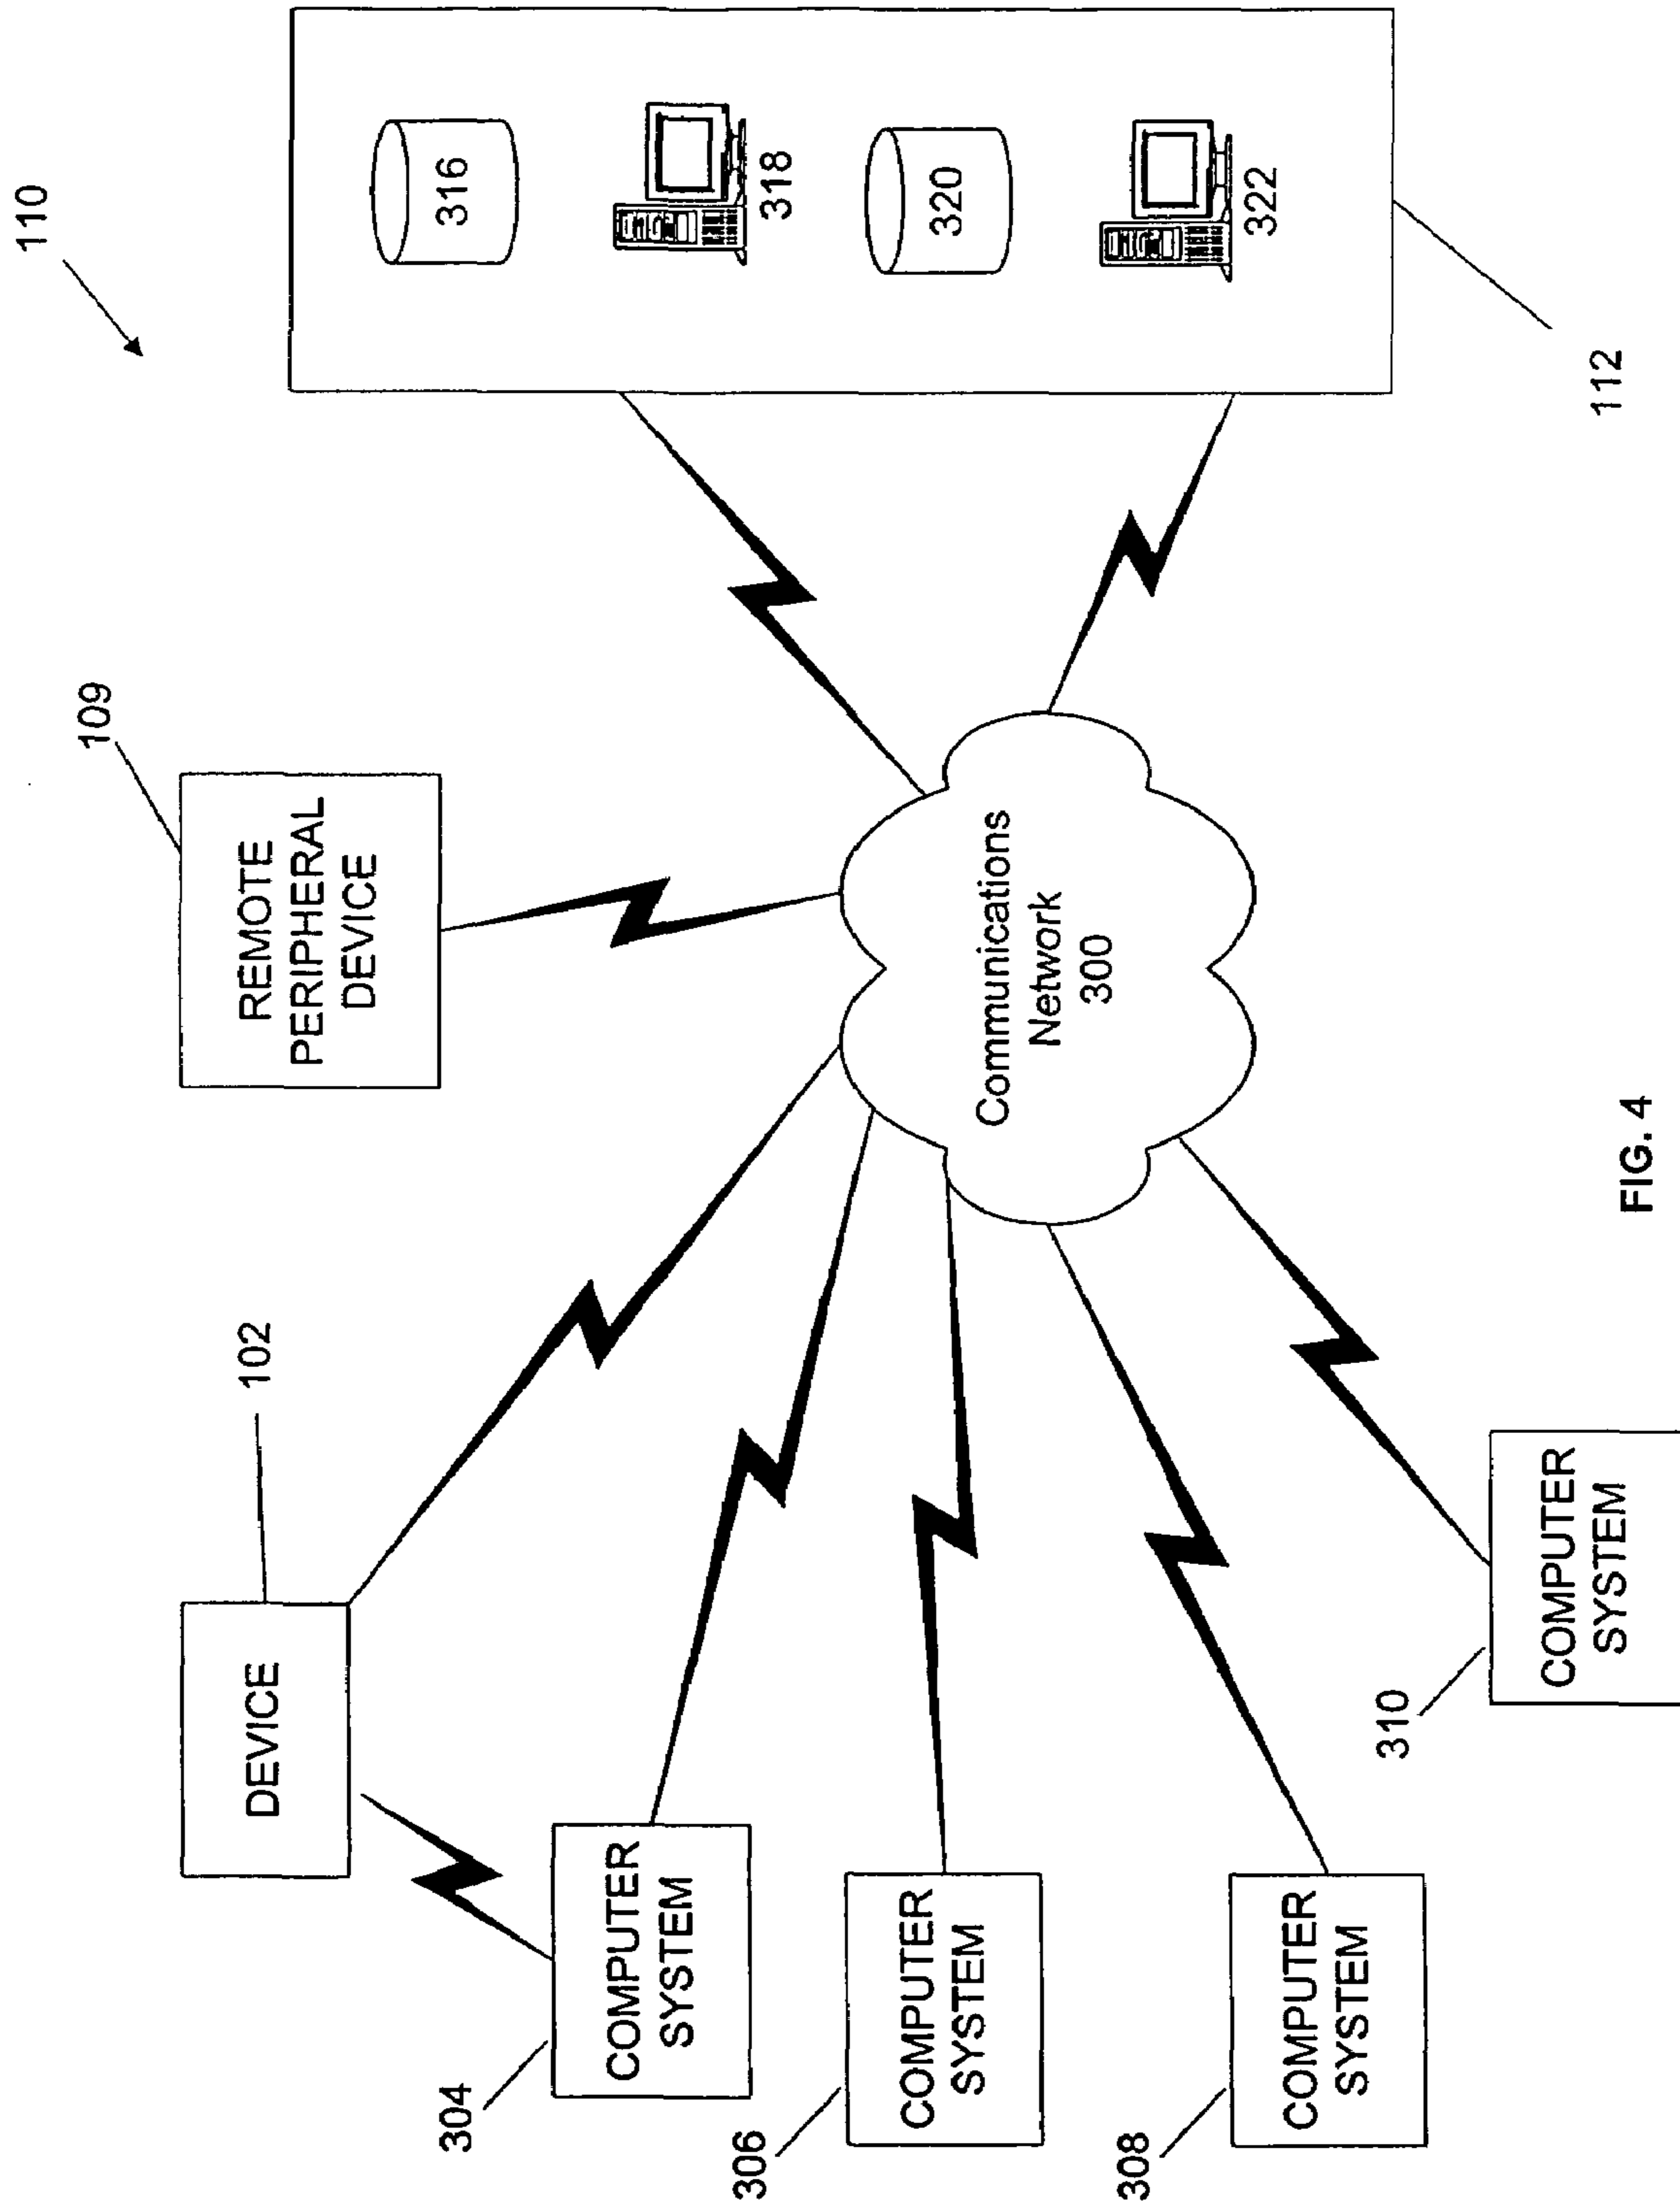 110
109
REMOTE
PERIPHERAL
DEVICE
102
DEVICE
316
318
320
322
112
304
COMPUTER
SYSTEM
306
COMPUTER
SYSTEM
308
COMPUTER
SYSTEM
310
COMPUTER
SYSTEM
Communications
Network
300
FIG. 4